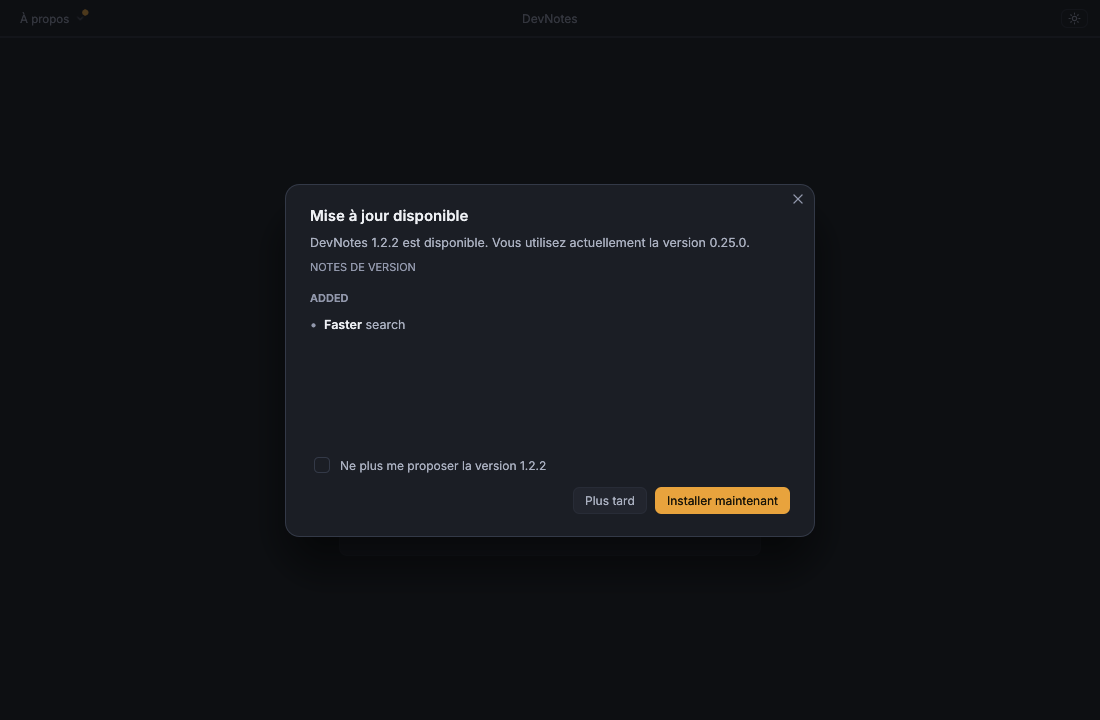 À propos
DevNotes
Mise à jour disponible
DevNotes 1.2.2 est disponible. Vous utilisez actuellement la version 0.25.0.
NOTES DE VERSION
ADDED
• Faster search
Ne plus me proposer la version 1.2.2
Plus tard
Installer maintenant